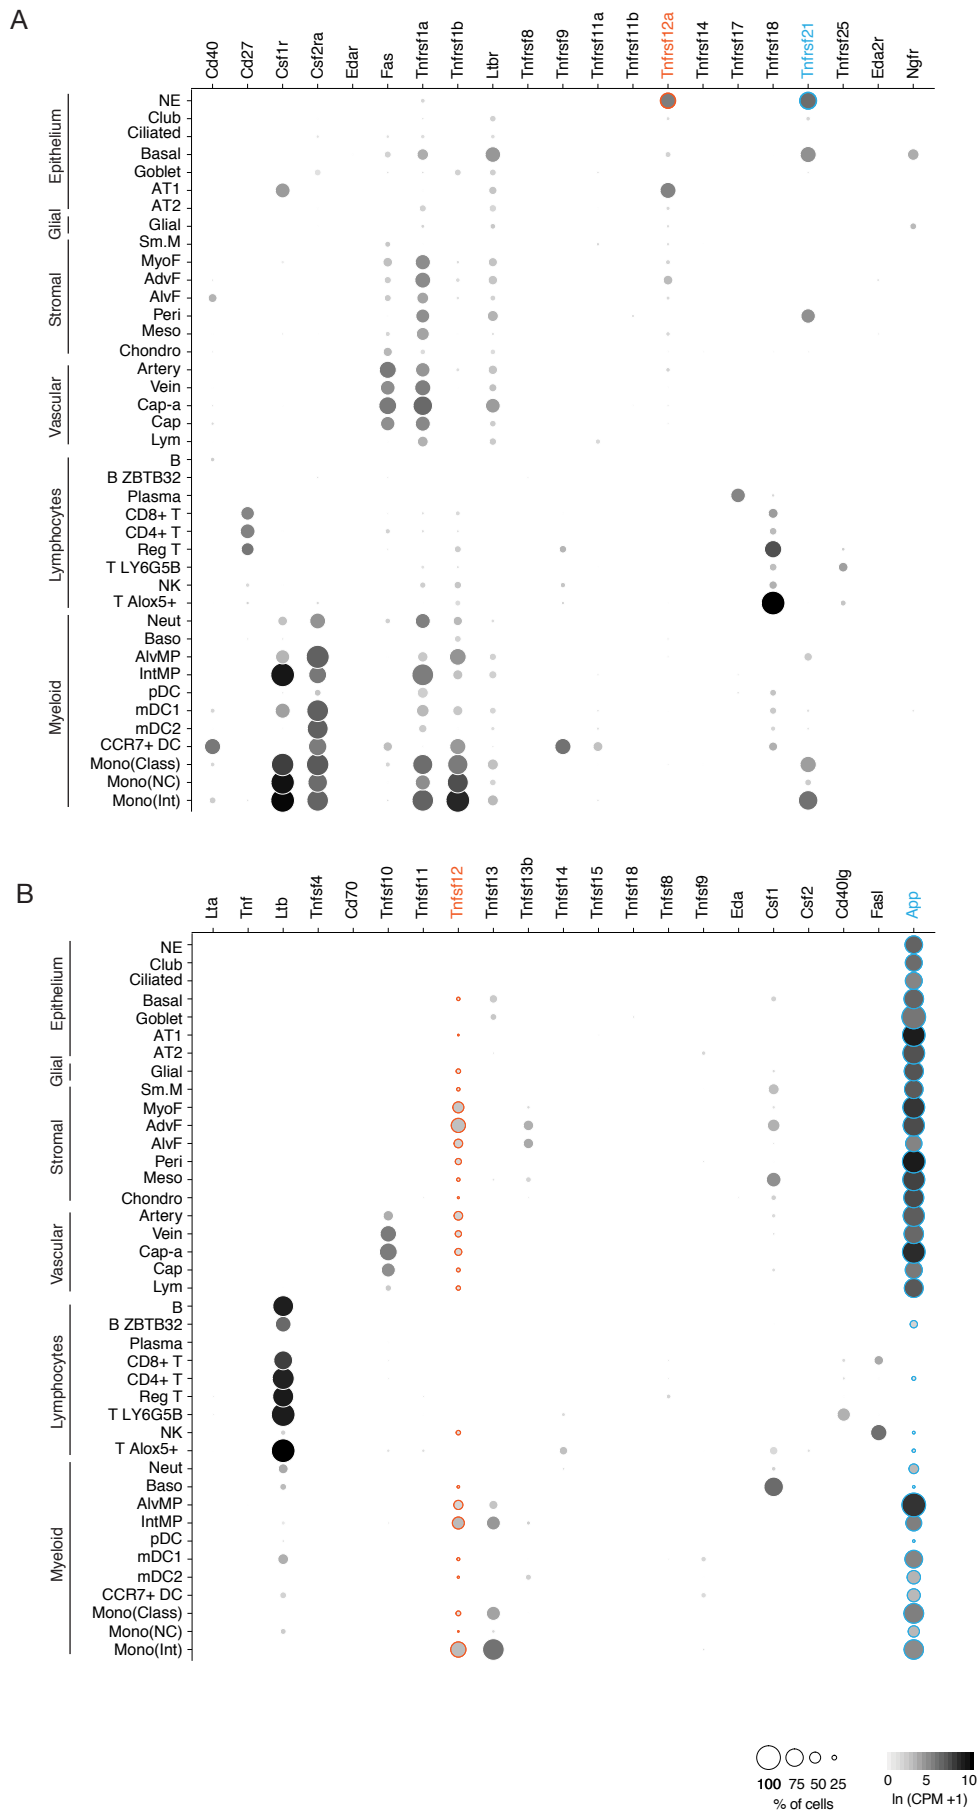 A
Cd40
Cd27
Csf1r
Csf2ra
Edar
Fas
Tnfrsf1a
Tnfrsf1b
Ltbr
Tnfrsf8
Tnfrsf9
Tnfrsf11a
Tnfrsf11b
Tnfrsf12a
Tnfrsf14
Tnfrsf17
Tnfrsf18
Tnfrsf21
Tnfrsf25
Eda2r
Ngfr
Epithelium
NE
Club
Ciliated
Basal
Goblet
AT1
AT2
Glial
Glial
Stromal
Sm.M
MyoF
AdvF
AlvF
Peri
Meso
Chondro
Vascular
Artery
Vein
Cap-a
Cap
Lym
Lymphocytes
B
B ZBTB32
Plasma
CD8+ T
CD4+ T
Reg T
T LY6G5B
NK
T Alox5+
Myeloid
Neut
Baso
AlvMP
IntMP
pDC
mDC1
mDC2
CCR7+ DC
Mono(Class)
Mono(NC)
Mono(Int)
B
Lta
Tnf
Ltb
Tnfsf4
Cd70
Tnfsf10
Tnfsf11
Tnfsf12
Tnfsf13
Tnfsf13b
Tnfsf14
Tnfsf15
Tnfsf18
Tnfsf8
Tnfsf9
Eda
Csf1
Csf2
Cd40lg
Fasl
App
Epithelium
NE
Club
Ciliated
Basal
Goblet
AT1
AT2
Glial
Glial
Stromal
Sm.M
MyoF
AdvF
AlvF
Peri
Meso
Chondro
Vascular
Artery
Vein
Cap-a
Cap
Lym
Lymphocytes
B
B ZBTB32
Plasma
CD8+ T
CD4+ T
Reg T
T LY6G5B
NK
T Alox5+
Myeloid
Neut
Baso
AlvMP
IntMP
pDC
mDC1
mDC2
CCR7+ DC
Mono(Class)
Mono(NC)
Mono(Int)
100 75 50 25
% of cells
0 5 10
ln (CPM +1)